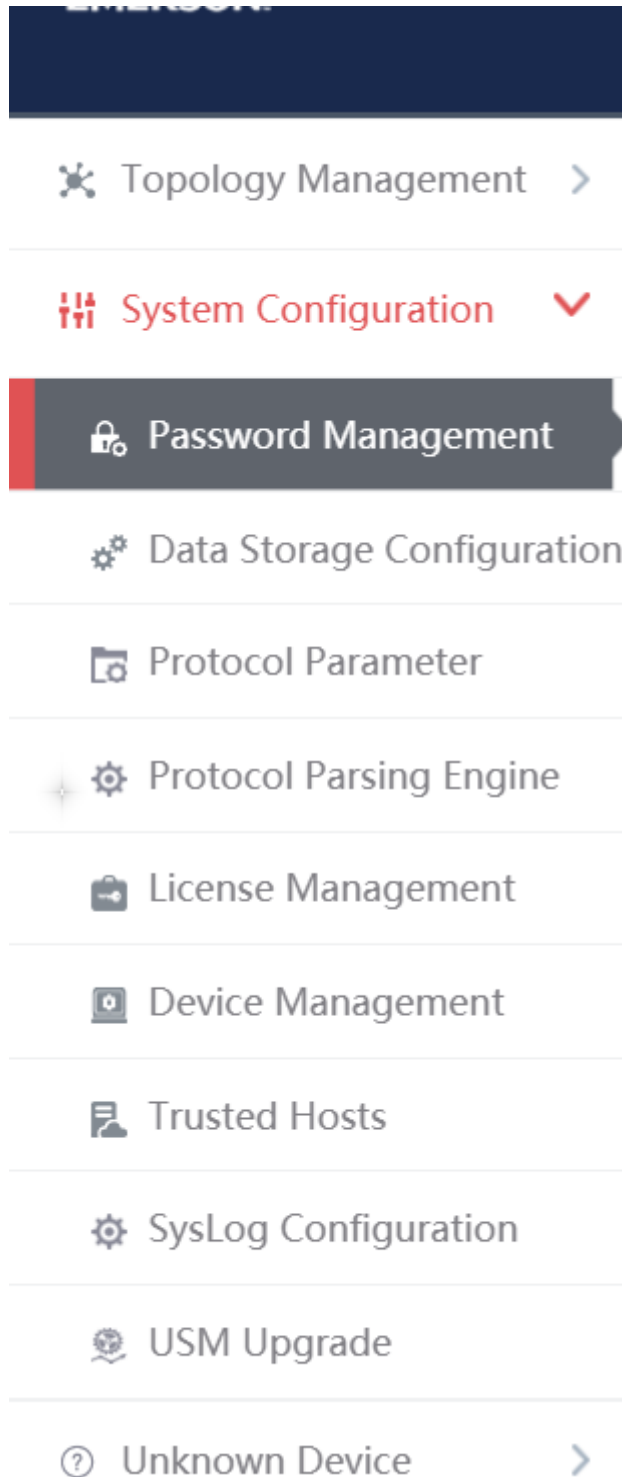 EMERSON.
Topology Management
System Configuration
Password Management
Data Storage Configuration
Protocol Parameter
Protocol Parsing Engine
License Management
Device Management
Trusted Hosts
SysLog Configuration
USM Upgrade
Unknown Device